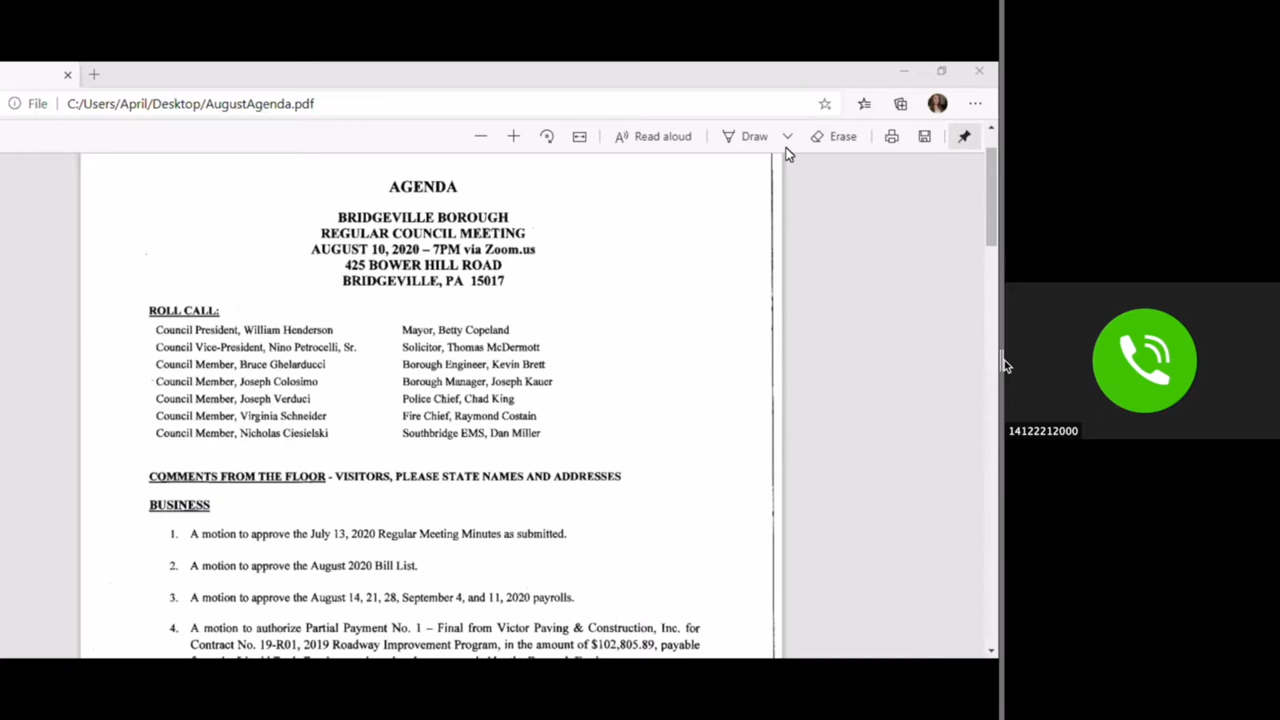 File C:/Users/April/Desktop/AugustAgenda.pdf
Read aloud Draw Erase
AGENDA
BRIDGEVILLE BOROUGH
REGULAR COUNCIL MEETING
AUGUST 10, 2020 – 7PM via Zoom.us
425 BOWER HILL ROAD
BRIDGEVILLE, PA 15017
ROLL CALL:
Council President, William Henderson Mayor, Betty Copeland
Council Vice-President, Nino Petrocelli, Sr. Solicitor, Thomas McDermott
Council Member, Bruce Ghelarducci Borough Engineer, Kevin Brett
Council Member, Joseph Colosimo Borough Manager, Joseph Kauer
Council Member, Joseph Verduci Police Chief, Chad King
Council Member, Virginia Schneider Fire Chief, Raymond Costain
Council Member, Nicholas Ciesielski Southbridge EMS, Dan Miller
14122212000
COMMENTS FROM THE FLOOR - VISITORS, PLEASE STATE NAMES AND ADDRESSES
BUSINESS
1. A motion to approve the July 13, 2020 Regular Meeting Minutes as submitted.
2. A motion to approve the August 2020 Bill List.
3. A motion to approve the August 14, 21, 28, September 4, and 11, 2020 payrolls.
4. A motion to authorize Partial Payment No. 1 – Final from Victor Paving & Construction, Inc. for
Contract No. 19-R01, 2019 Roadway Improvement Program, in the amount of $102,805.89, payable